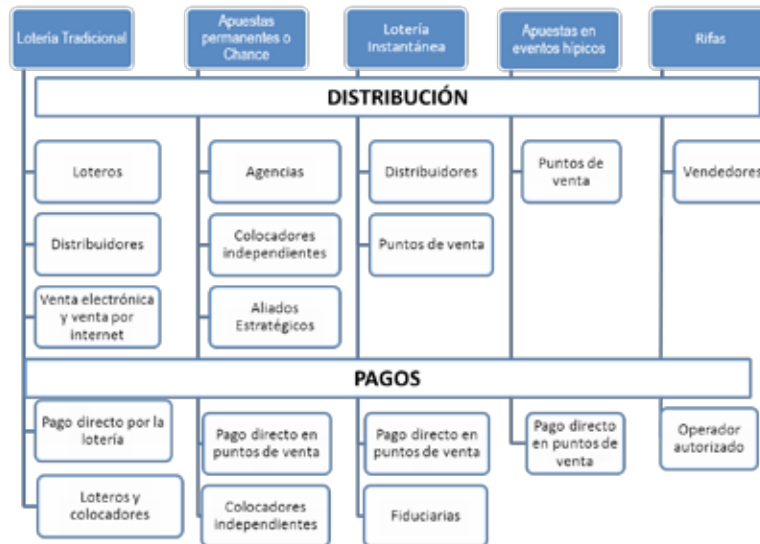 Lotería Tradicional
Apuestas
permanentes o
Chance
Lotería
Instantánea
Apuestas en
eventos hípicos
Rifas
DISTRIBUCIÓN
Loteros
Agencias
Distribuidores
Puntos de
venta
Vendedores
Distribuidores
Colocadores
independientes
Puntos de venta
Venta electrónica
y venta por
internet
Aliados
Estratégicos
PAGOS
Pago directo por la
lotería
Pago directo en
puntos de venta
Pago directo en
puntos de venta
Pago directo
en puntos de
venta
Operador
autorizado
Loteros y
colocadores
Colocadores
independientes
Fiduciarias